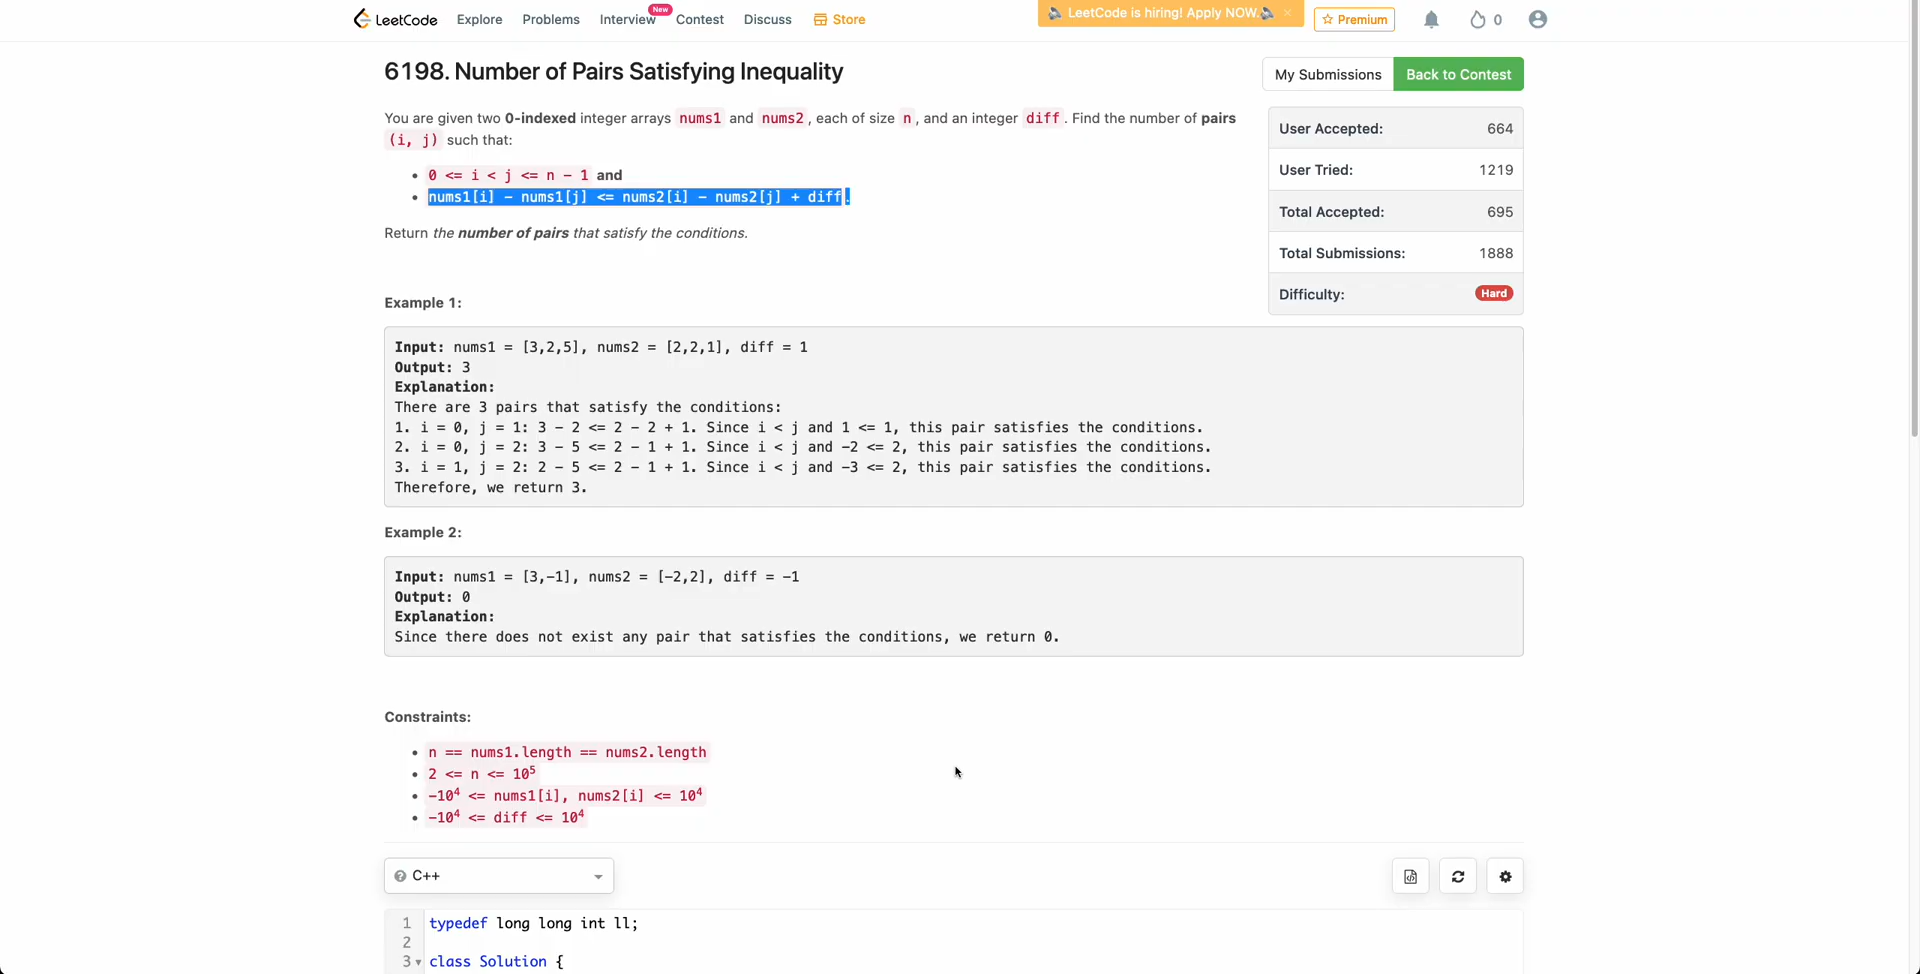 LeetCode Explore Problems Interview New Contest Discuss Store LeetCode is hiring! Apply NOW. × Premium 0
6198. Number of Pairs Satisfying Inequality
My Submissions Back to Contest
You are given two 0-indexed integer arrays nums1 and nums2, each of size n, and an integer diff. Find the number of pairs
(i, j) such that:
0 <= i < j <= n - 1 and
nums1[i] - nums1[j] <= nums2[i] - nums2[j] + diff.
Return the number of pairs that satisfy the conditions.
User Accepted: 664
User Tried: 1219
Total Accepted: 695
Total Submissions: 1888
Difficulty: Hard
Example 1:
Input: nums1 = [3,2,5], nums2 = [2,2,1], diff = 1
Output: 3
Explanation:
There are 3 pairs that satisfy the conditions:
1. i = 0, j = 1: 3 - 2 <= 2 - 2 + 1. Since i < j and 1 <= 1, this pair satisfies the conditions.
2. i = 0, j = 2: 3 - 5 <= 2 - 1 + 1. Since i < j and -2 <= 2, this pair satisfies the conditions.
3. i = 1, j = 2: 2 - 5 <= 2 - 1 + 1. Since i < j and -3 <= 2, this pair satisfies the conditions.
Therefore, we return 3.
Example 2:
Input: nums1 = [3,-1], nums2 = [-2,2], diff = -1
Output: 0
Explanation:
Since there does not exist any pair that satisfies the conditions, we return 0.
Constraints:
n == nums1.length == nums2.length
2 <= n <= 10⁵
-10⁴ <= nums1[i], nums2[i] <= 10⁴
-10⁴ <= diff <= 10⁴
C++
1 typedef long long int ll;
2
3 class Solution {